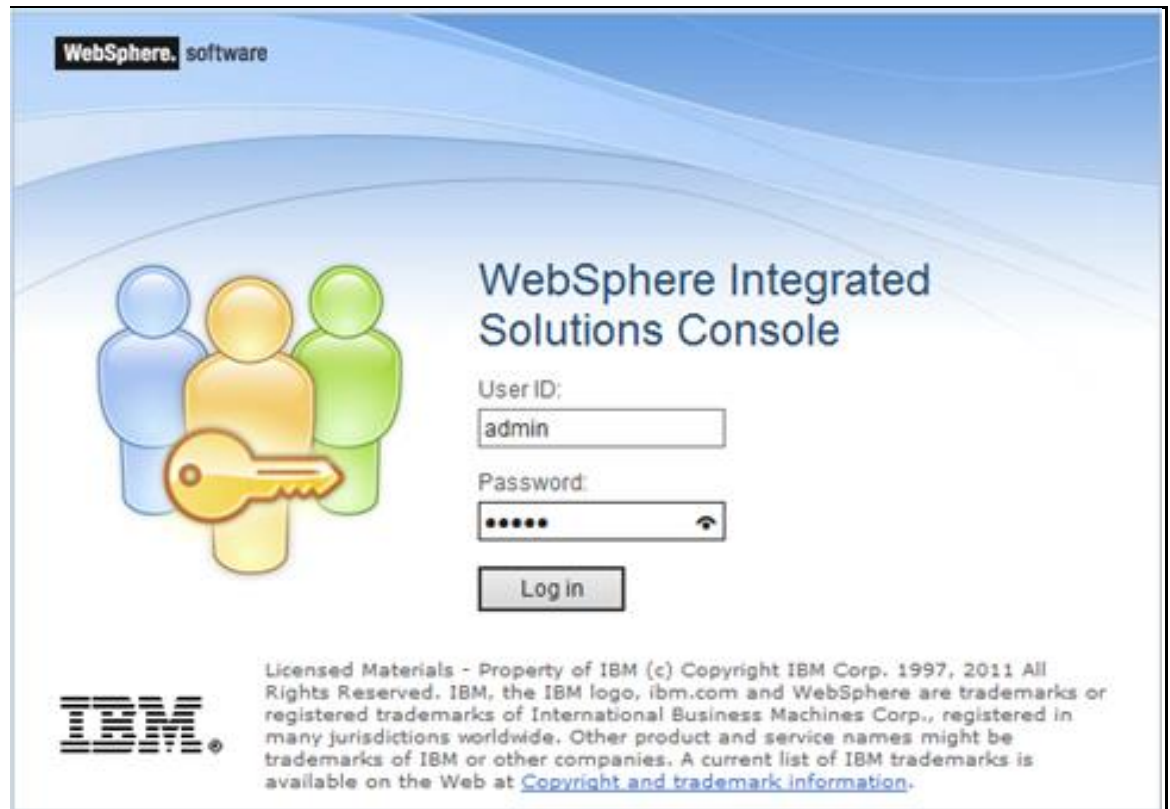 WebSphere. software
WebSphere Integrated
Solutions Console
User ID:
admin
Password:
•••••
Log in
Licensed Materials - Property of IBM (c) Copyright IBM Corp. 1997, 2011 All
Rights Reserved. IBM, the IBM logo, ibm.com and WebSphere are trademarks or
registered trademarks of International Business Machines Corp., registered in
many jurisdictions worldwide. Other product and service names might be
trademarks of IBM or other companies. A current list of IBM trademarks is
available on the Web at Copyright and trademark information.
IBM®